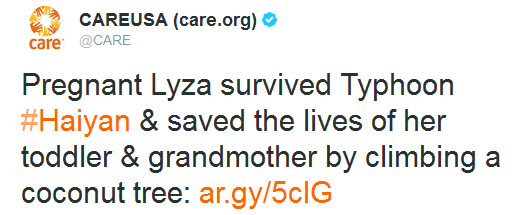 CAREUSA (care.org)
care @CARE
Pregnant Lyza survived Typhoon
#Haiyan & saved the lives of her
toddler & grandmother by climbing a
coconut tree: ar.gy/5cIG